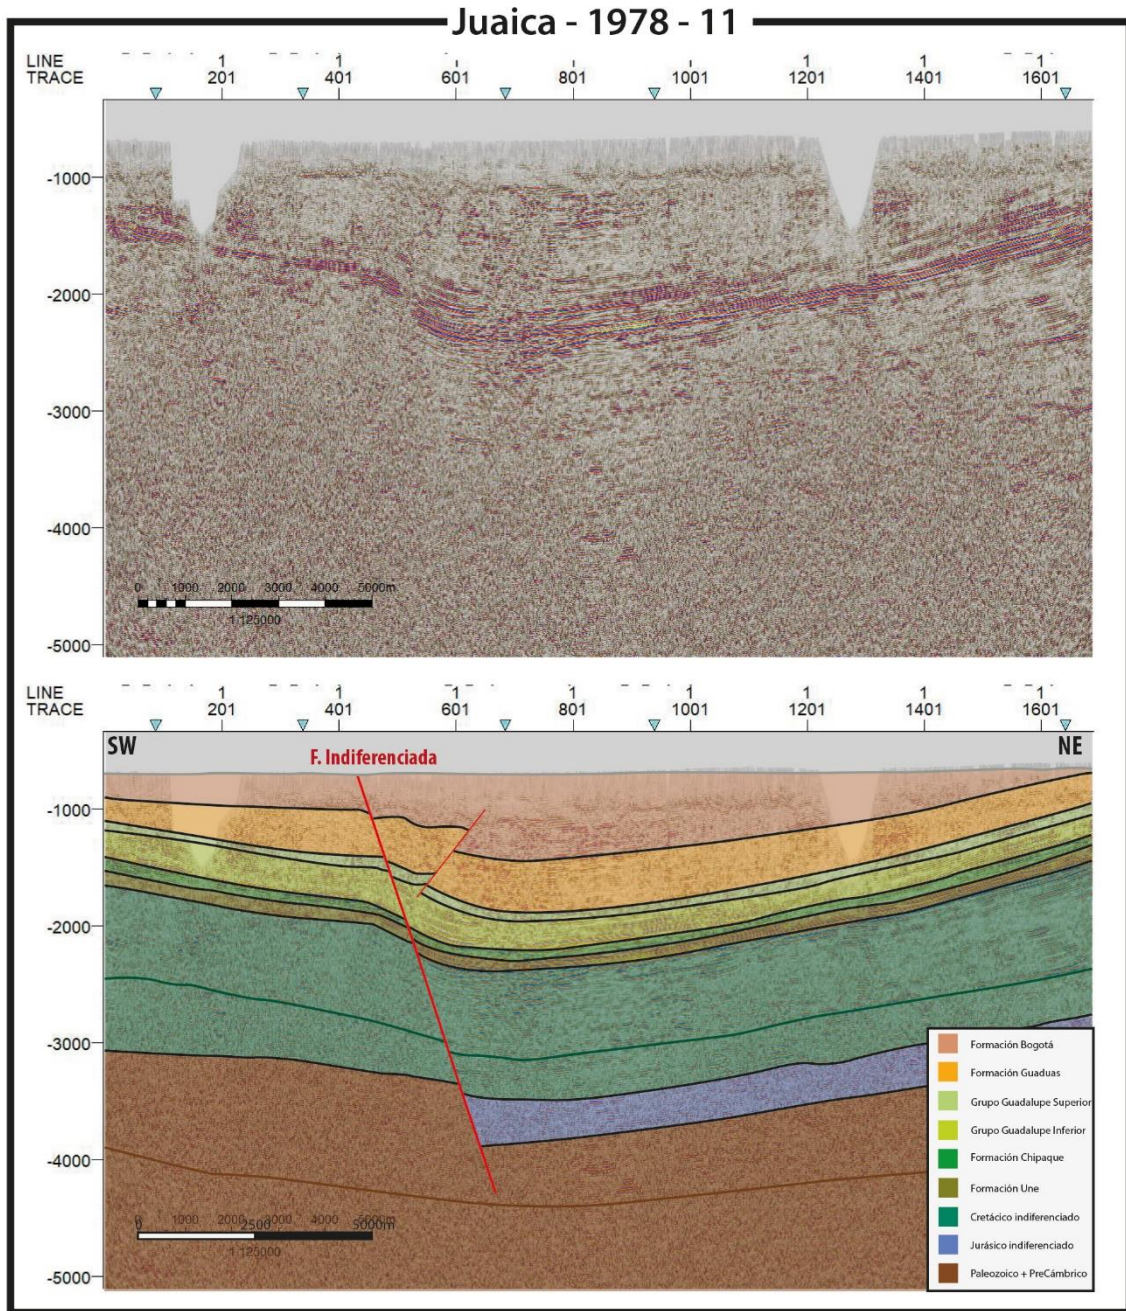 Juaica - 1978 - 11
LINE 1 1 1 1 1 1 1 1
TRACE 201 401 601 801 1001 1201 1401 1601
-1000
-2000
-3000
-4000
0 1000 2000 3000 4000 5000m
1:125000
-5000
LINE 1 1 1 1 1 1 1 1
TRACE 201 401 601 801 1001 1201 1401 1601
SW NE
F. Indiferenciada
-1000
-2000
-3000
Formación Bogotá
Formación Guaduas
Grupo Guadalupe Superior
Grupo Guadalupe Inferior
Formación Chipaque
Formación Une
Cretácico indiferenciado
Jurásico indiferenciado
Paleozoico + PreCámbrico
-4000
0 1000 2000 3000 4000 5000m
0 2500 5000m
1:125000
-5000